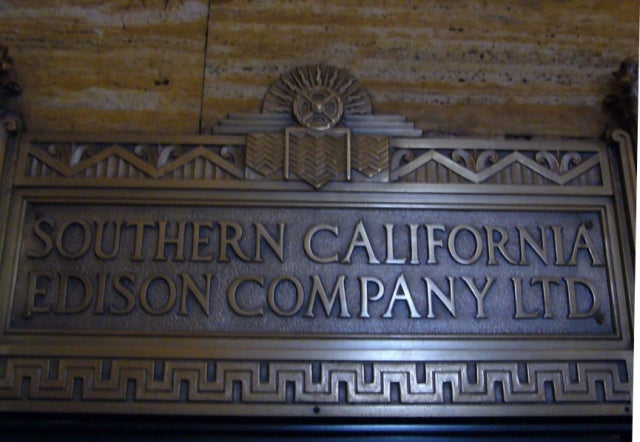 SOUTHERN CALIFORNIA
EDISON COMPANY LTD.